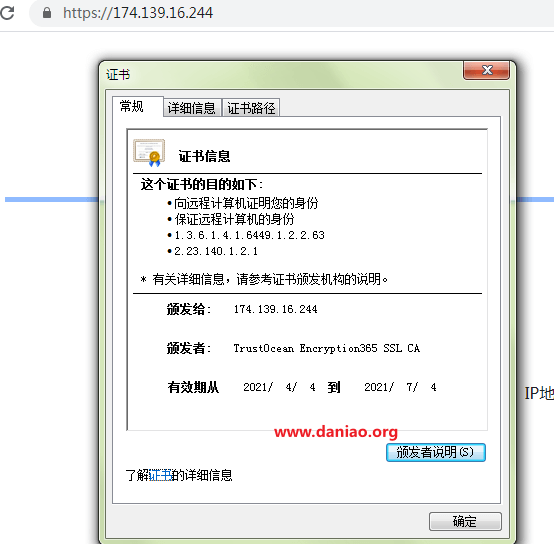 https://174.139.16.244
证书
常规 详细信息 证书路径
证书信息
这个证书的目的如下:
•向远程计算机证明您的身份
•保证远程计算机的身份
•1.3.6.1.4.1.6449.1.2.2.63
•2.23.140.1.2.1
* 有关详细信息，请参考证书颁发机构的说明。
颁发给: 174.139.16.244
颁发者: TrustOcean Encryption365 SSL CA
有效期从 2021/ 4/ 4 到 2021/ 7/ 4
IP地
www.daniao.org
颁发者说明(S)
了解证书的详细信息
确定